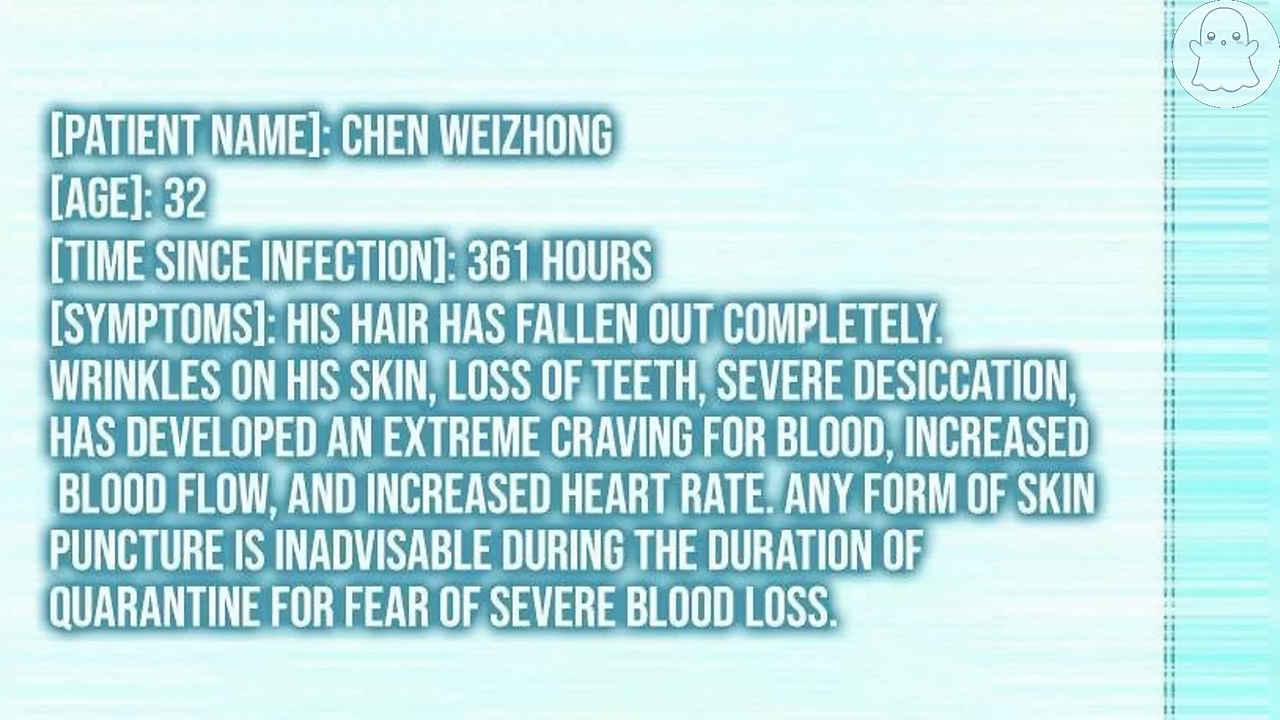 [PATIENT NAME]: CHEN WEIZHONG
[AGE]: 32
[TIME SINCE INFECTION]: 361 HOURS
[SYMPTOMS]: HIS HAIR HAS FALLEN OUT COMPLETELY.
WRINKLES ON HIS SKIN, LOSS OF TEETH, SEVERE DESICCATION,
HAS DEVELOPED AN EXTREME CRAVING FOR BLOOD, INCREASED
BLOOD FLOW, AND INCREASED HEART RATE. ANY FORM OF SKIN
PUNCTURE IS INADVISABLE DURING THE DURATION OF
QUARANTINE FOR FEAR OF SEVERE BLOOD LOSS.